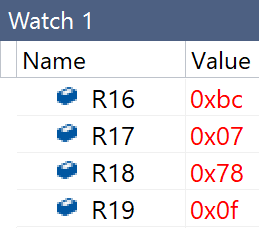 Watch 1
Name Value
R16 0xbc
R17 0x07
R18 0x78
R19 0x0f